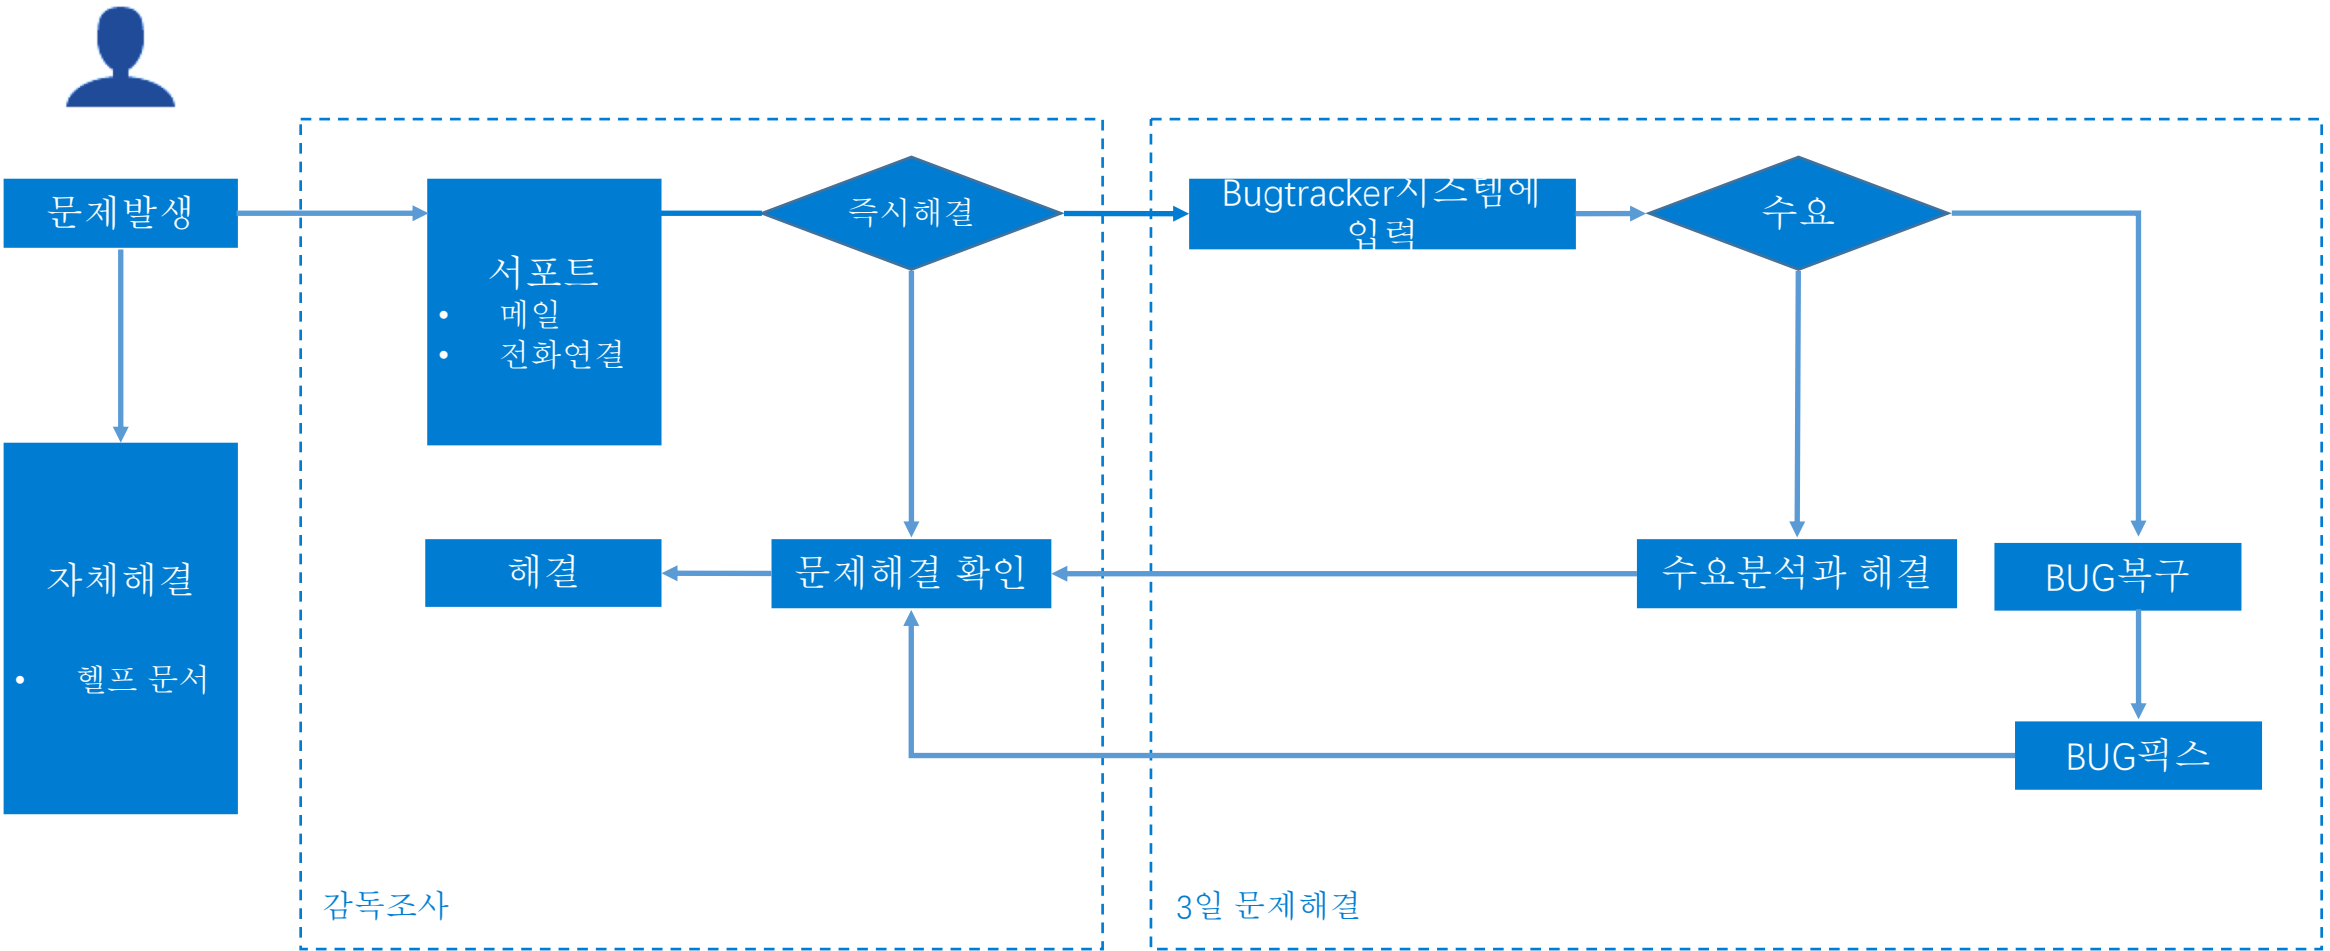 문제발생
서포트
• 메일
• 전화연결
즉시해결
Bugtracker시스템에
입력
수요
자체해결
• 헬프 문서
해결
문제해결 확인
수요분석과 해결
BUG복구
BUG픽스
감독조사
3일 문제해결